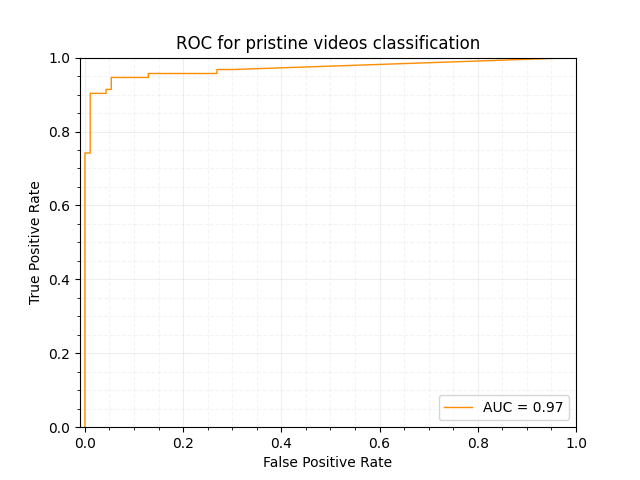 ROC for pristine videos classification
1.0
0.8
0.6
0.4
0.2
0.0
True Positive Rate
0.0 0.2 0.4 0.6 0.8 1.0
False Positive Rate
AUC = 0.97